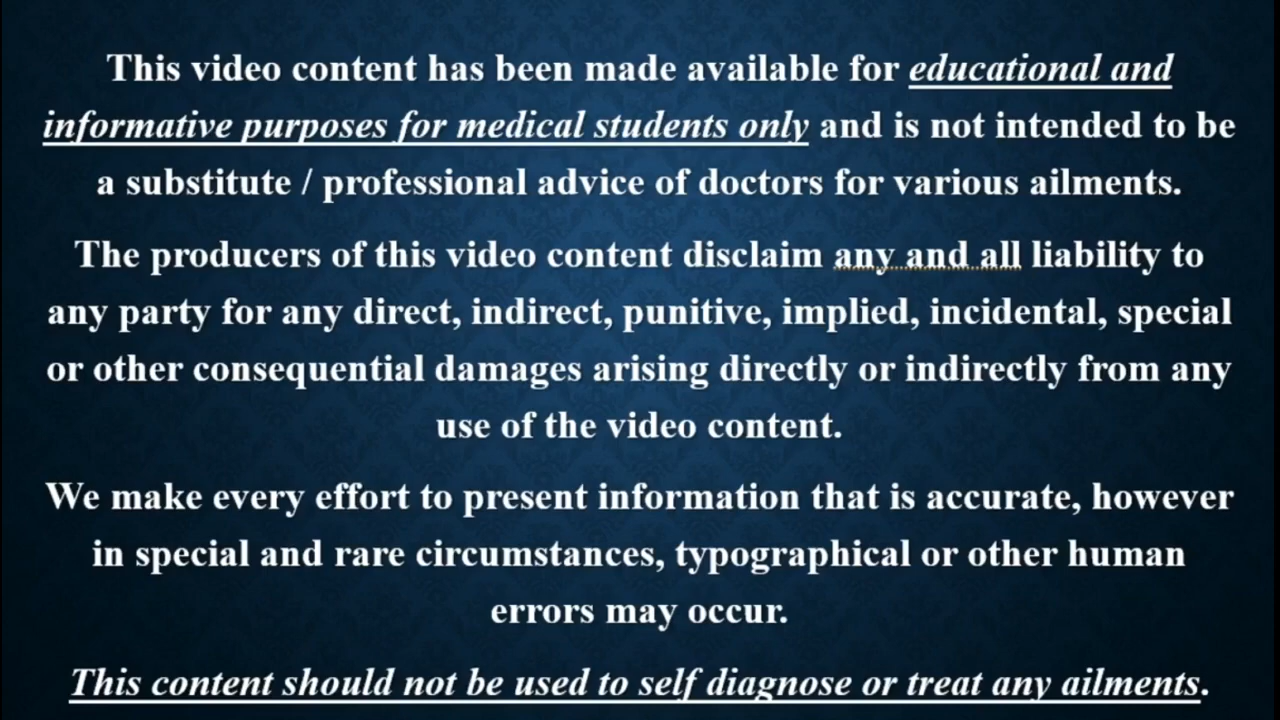 This video content has been made available for educational and
informative purposes for medical students only and is not intended to be
a substitute / professional advice of doctors for various ailments.
The producers of this video content disclaim any and all liability to
any party for any direct, indirect, punitive, implied, incidental, special
or other consequential damages arising directly or indirectly from any
use of the video content.
We make every effort to present information that is accurate, however
in special and rare circumstances, typographical or other human
errors may occur.
This content should not be used to self diagnose or treat any ailments.